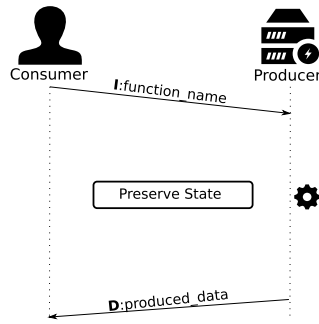 Consumer
Producer
I:function_name
Preserve State
D:produced_data